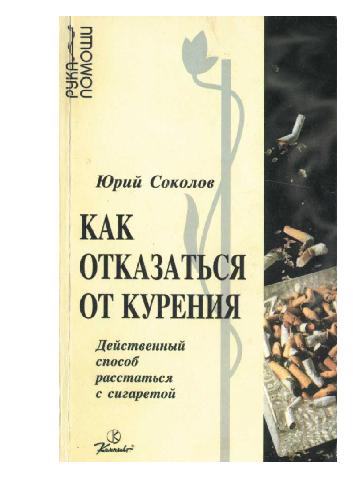 РУКА
ПОМОЩИ
Юрий Соколов
КАК
ОТКАЗАТЬСЯ
ОТ КУРЕНИЯ
Действенный
способ
расстаться
с сигаретой